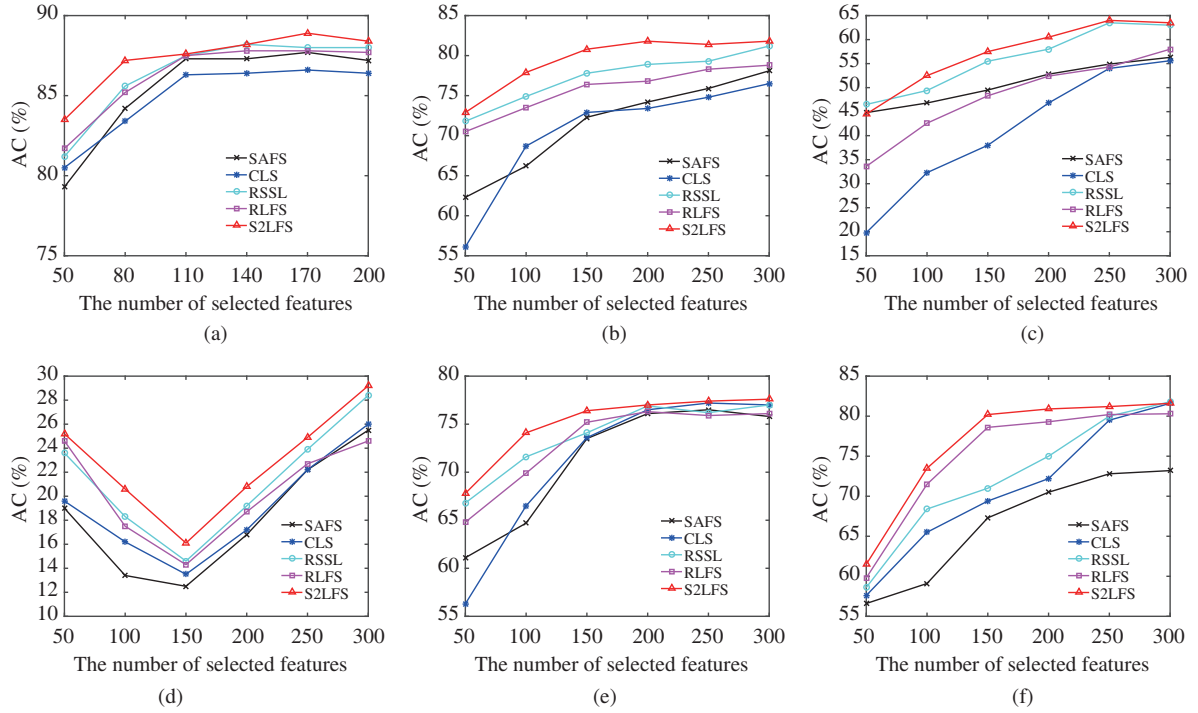 90
85
80
75
AC (%)
50 80 110 140 170 200
The number of selected features
SAFS
CLS
RSSL
RLFS
S2LFS
(a)
85
80
75
70
65
60
55
AC (%)
50 100 150 200 250 300
The number of selected features
SAFS
CLS
RSSL
RLFS
S2LFS
(b)
65
60
55
50
45
40
35
30
25
20
15
AC (%)
50 100 150 200 250 300
The number of selected features
SAFS
CLS
RSSL
RLFS
S2LFS
(c)
30
28
26
24
22
20
18
16
14
12
10
AC (%)
50 100 150 200 250 300
The number of selected features
SAFS
CLS
RSSL
RLFS
S2LFS
(d)
80
75
70
65
60
55
AC (%)
50 100 150 200 250 300
The number of selected features
SAFS
CLS
RSSL
RLFS
S2LFS
(e)
85
80
75
70
65
60
55
AC (%)
50 100 150 200 250 300
The number of selected features
SAFS
CLS
RSSL
RLFS
S2LFS
(f)